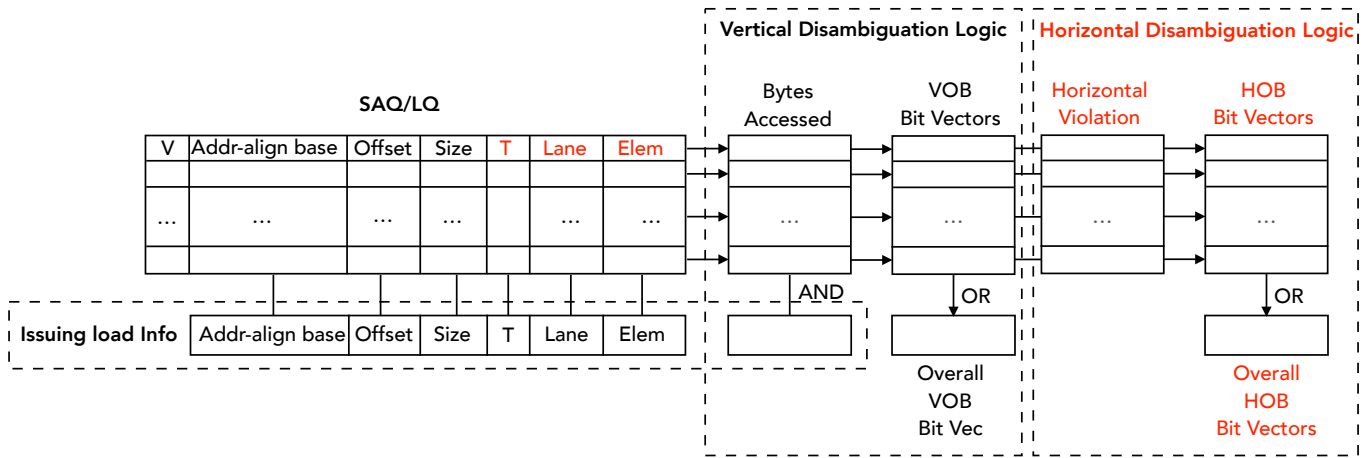 Vertical Disambiguation Logic
Horizontal Disambiguation Logic
SAQ/LQ
Bytes
Accessed
VOB
Bit Vectors
Horizontal
Violation
HOB
Bit Vectors
V Addr-align base Offset Size T Lane Elem
... ... ... ... ... ... ... ... ... ...
AND
OR
OR
Issuing load Info
Addr-align base Offset Size T Lane Elem
Overall
VOB
Bit Vec
Overall
HOB
Bit Vectors